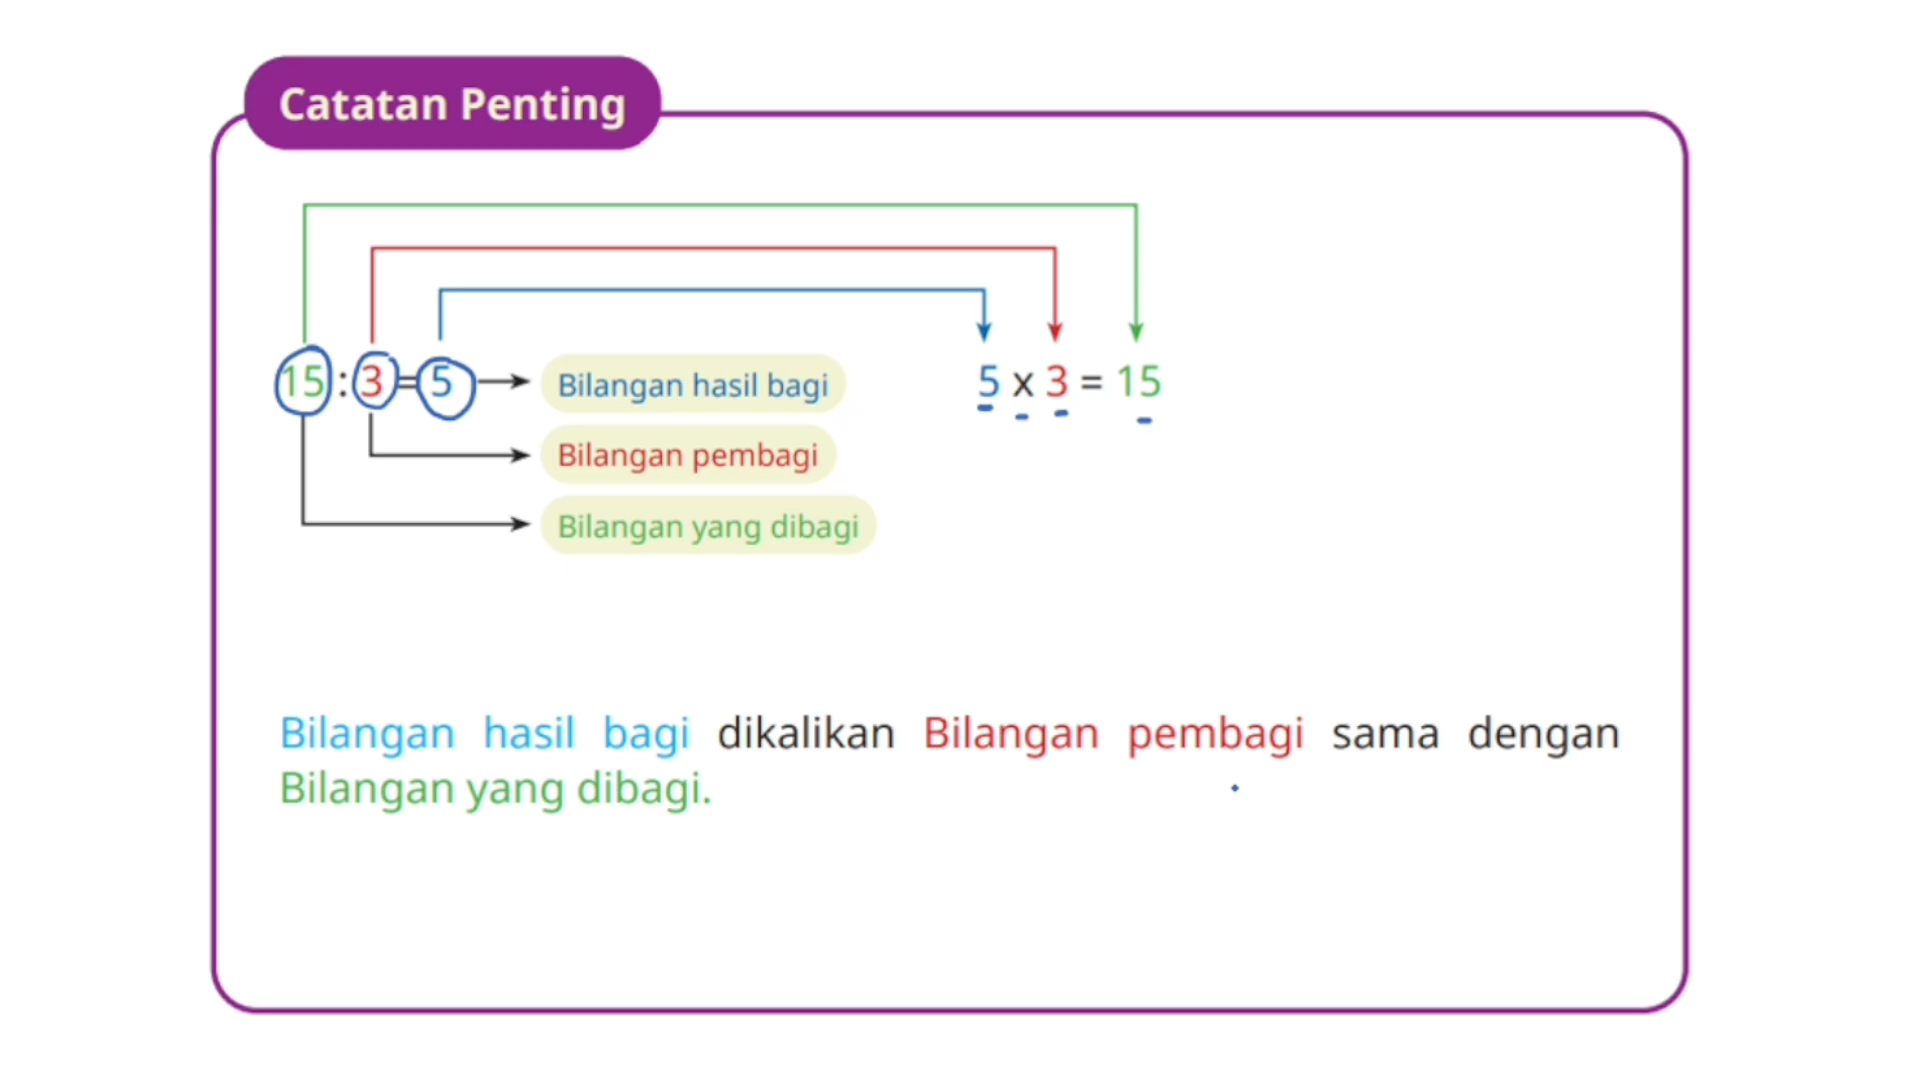 Catatan Penting
15 : 3 = 5 Bilangan hasil bagi 5 x 3 = 15
Bilangan pembagi
Bilangan yang dibagi
Bilangan hasil bagi dikalikan Bilangan pembagi sama dengan
Bilangan yang dibagi.